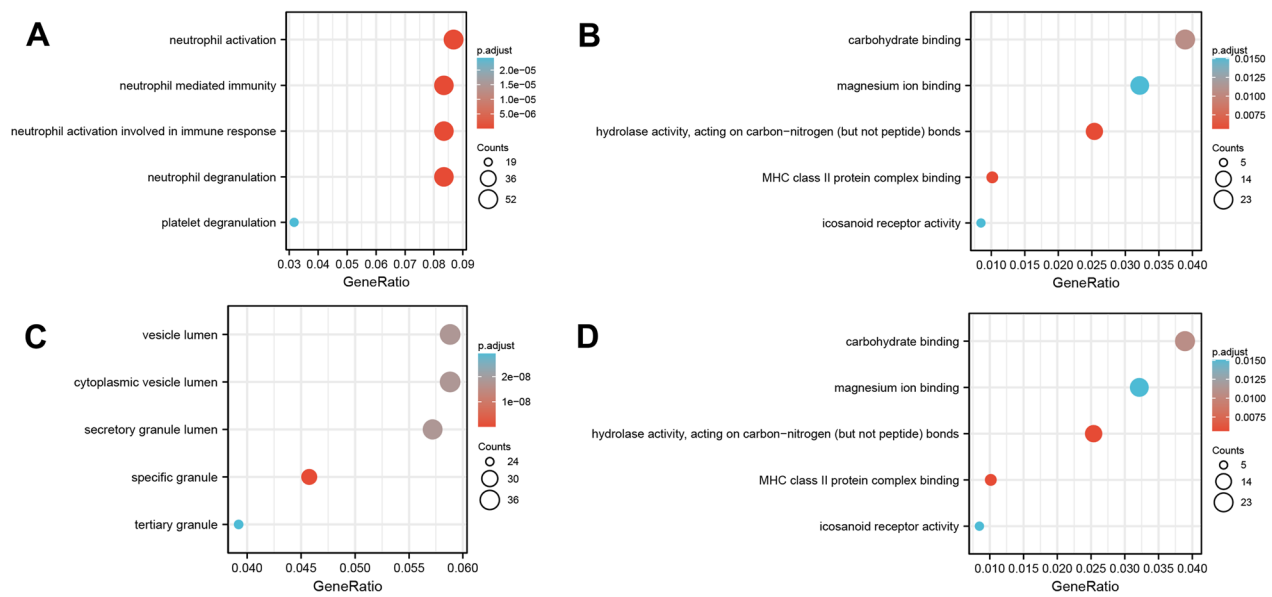 A
neutrophil activation
neutrophil mediated immunity
neutrophil activation involved in immune response
neutrophil degranulation
platelet degranulation
0.03 0.04 0.05 0.06 0.07 0.08 0.09
GeneRatio
p.adjust
2.0e−05
1.5e−05
1.0e−05
5.0e−06
Counts
19
36
52
B
carbohydrate binding
magnesium ion binding
hydrolase activity, acting on carbon−nitrogen (but not peptide) bonds
MHC class II protein complex binding
icosanoid receptor activity
0.010 0.015 0.020 0.025 0.030 0.035 0.040
GeneRatio
p.adjust
0.0150
0.0125
0.0100
0.0075
Counts
5
14
23
C
vesicle lumen
cytoplasmic vesicle lumen
secretory granule lumen
specific granule
tertiary granule
0.040 0.045 0.050 0.055 0.060
GeneRatio
p.adjust
2e−08
1e−08
Counts
24
30
36
D
carbohydrate binding
magnesium ion binding
hydrolase activity, acting on carbon−nitrogen (but not peptide) bonds
MHC class II protein complex binding
icosanoid receptor activity
0.010 0.015 0.020 0.025 0.030 0.035 0.040
GeneRatio
p.adjust
0.0150
0.0125
0.0100
0.0075
Counts
5
14
23